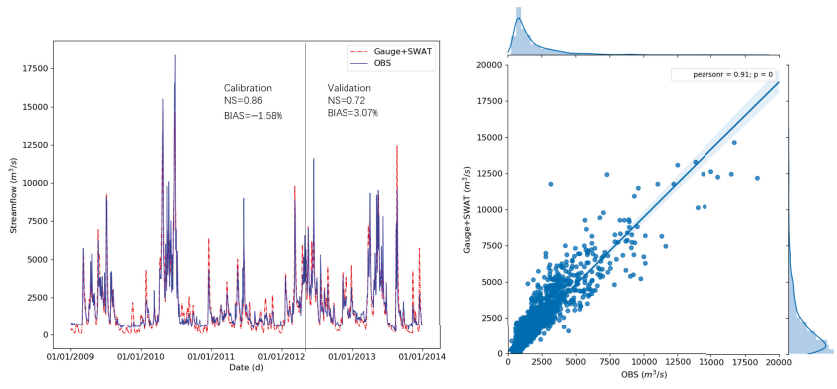 Gauge+SWAT
OBS
Calibration
NS=0.86
BIAS=−1.58%
Validation
NS=0.72
BIAS=3.07%
Streamflow (m³/s)
17500
15000
12500
10000
7500
5000
2500
0
01/01/2009
01/01/2010
01/01/2011
01/01/2012
01/01/2013
01/01/2014
Date (d)
pearsonr = 0.91; p = 0
Gauge+SWAT (m³/s)
20000
17500
15000
12500
10000
7500
5000
2500
0
0
2500
5000
7500
10000
12500
15000
17500
20000
OBS (m³/s)